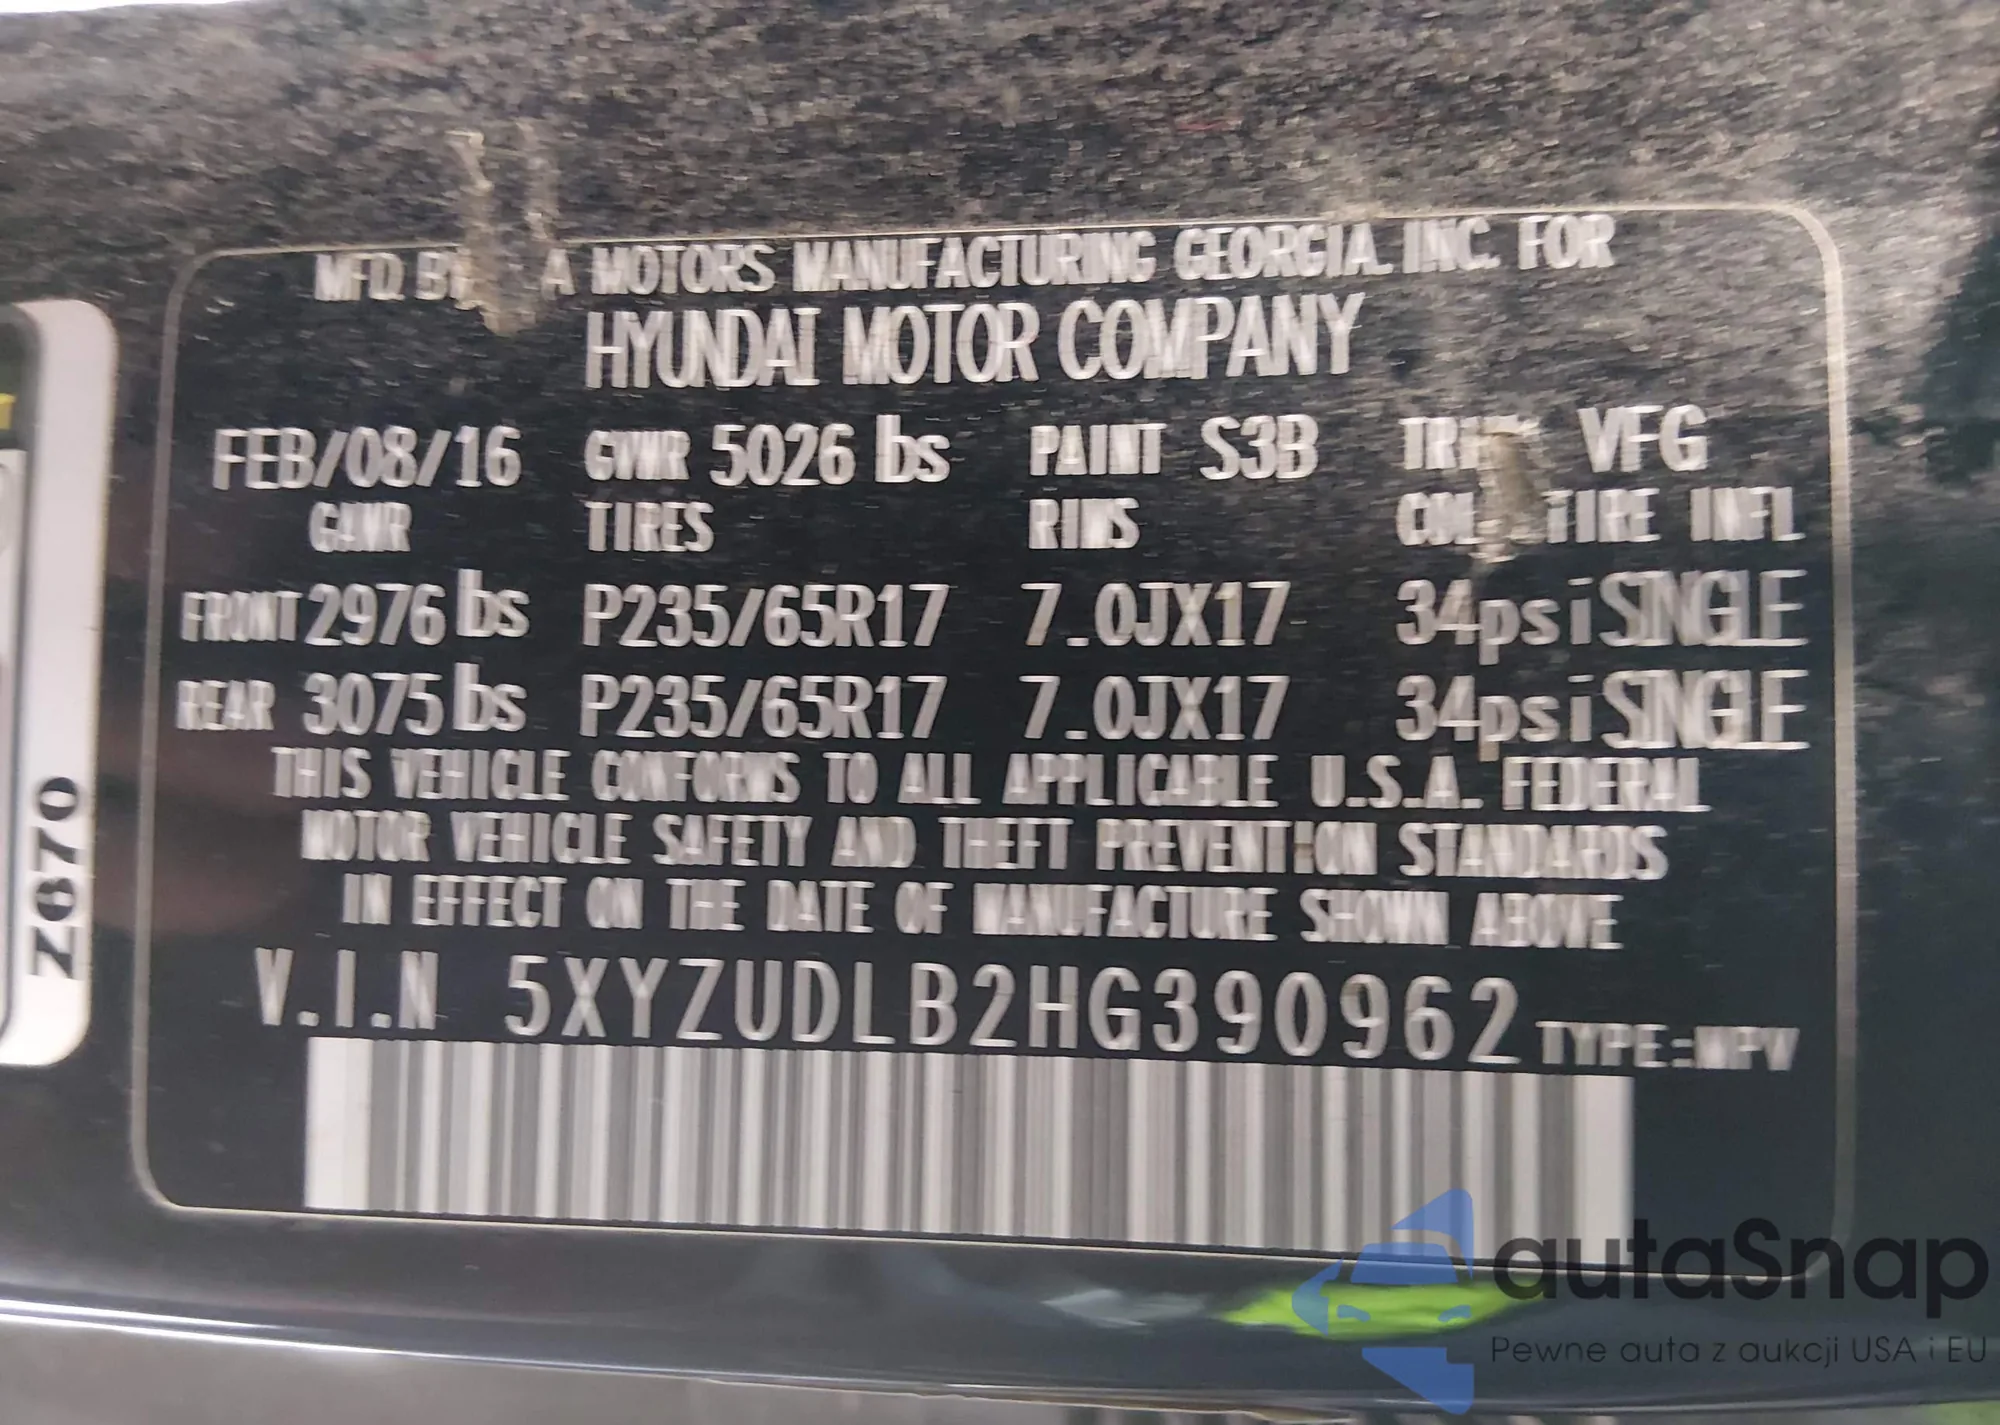 MFD. BY A MOTORS MANUFACTURING GEORGIA. INC. FOR
HYUNDAI MOTOR COMPANY
FEB/08/16 GVWR 5026 lbs PAINT S3B TRIM VFG
GAWR TIRES RIMS COLD TIRE INFL
FRONT 2976 lbs P235/65R17 7.0JX17 34psi SINGLE
REAR 3075 lbs P235/65R17 7.0JX17 34psi SINGLE
THIS VEHICLE CONFORMS TO ALL APPLICABLE U.S.A. FEDERAL
MOTOR VEHICLE SAFETY AND THEFT PREVENTION STANDARDS
IN EFFECT ON THE DATE OF MANUFACTURE SHOWN ABOVE
V.I.N 5XYZUDLB2HG390962 TYPE:MPV
Z670
autaSnap
Pewne auta z aukcji USA i EU